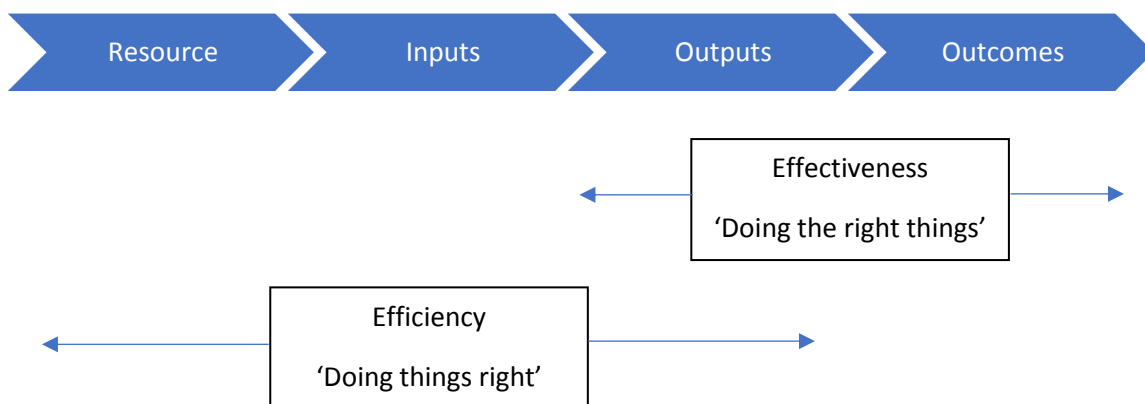 Resource
Inputs
Outputs
Outcomes
Effectiveness
‘Doing the right things’
Efficiency
‘Doing things right’